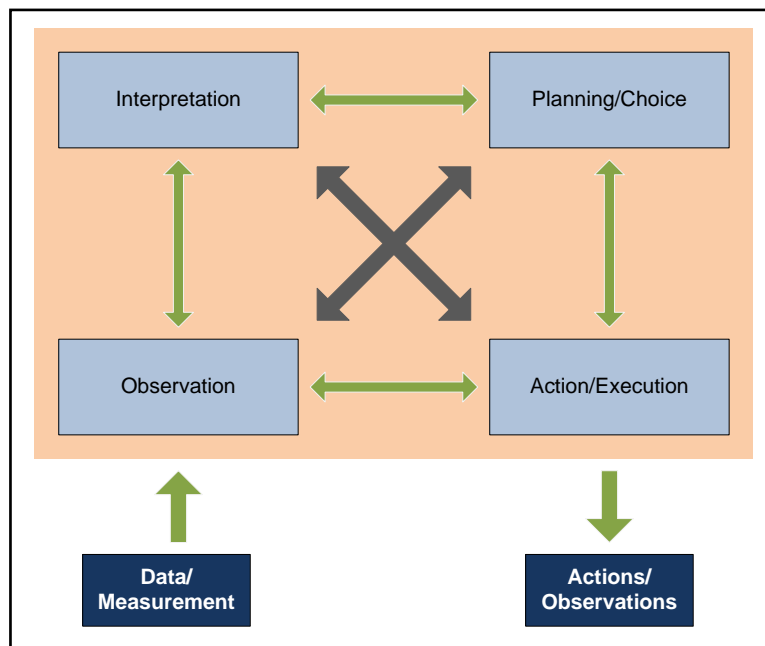 Interpretation
Planning/Choice
Observation
Action/Execution
Data/
Measurement
Actions/
Observations